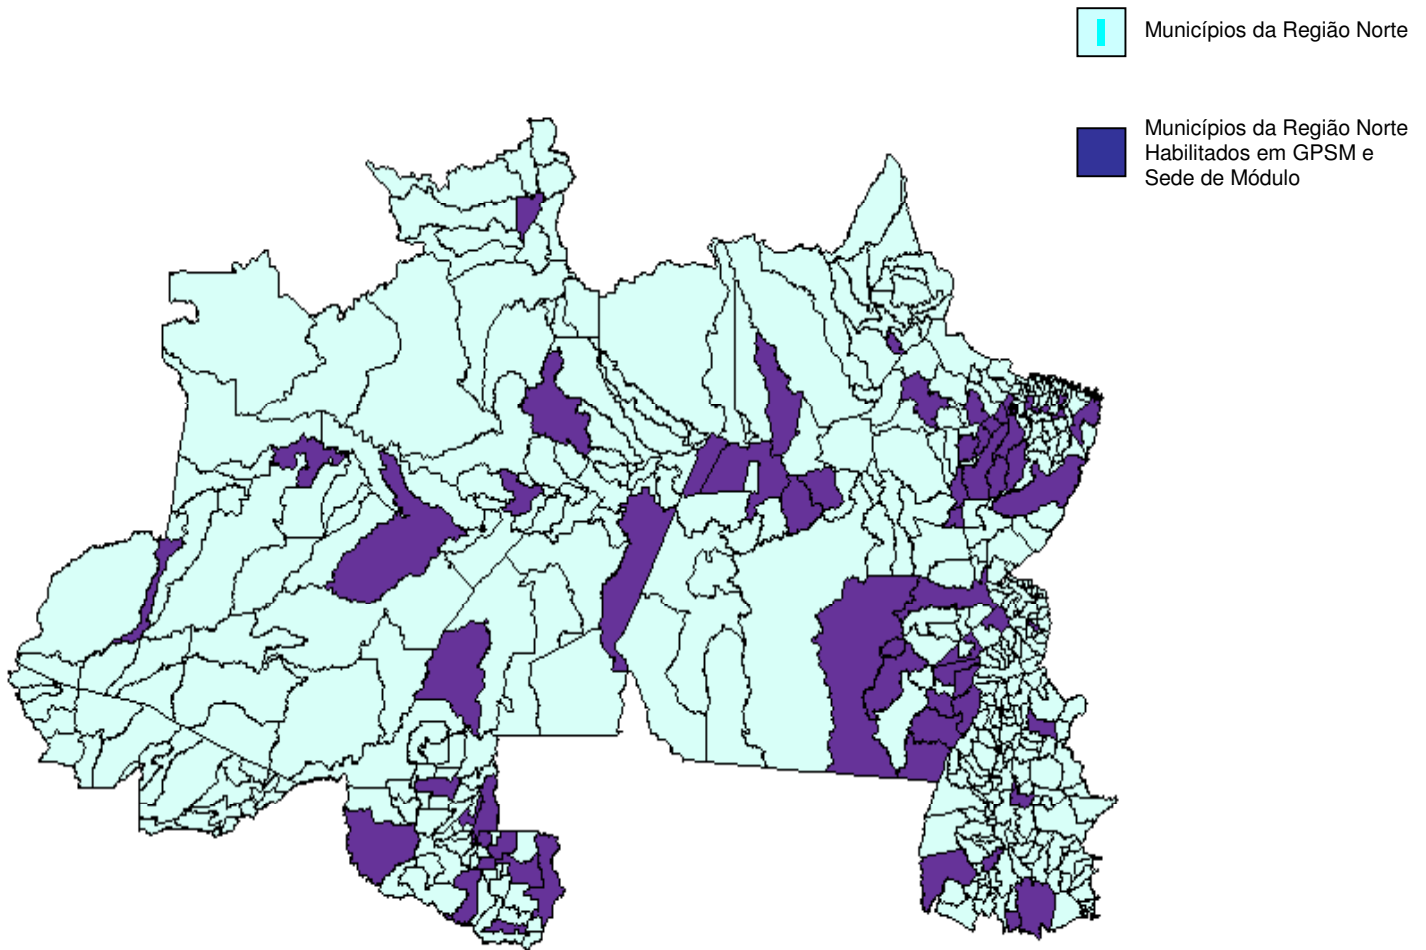 Municípios da Região Norte
Municípios da Região Norte
Habilitados em GPSM e
Sede de Módulo